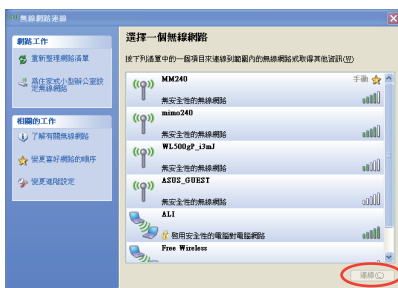 無線網路連線
網路工作
選擇一個無線網路
重新整理網路清單
按下列清單中的一個項目來連線到範圍內的無線網路或取得其他資訊(W)
為住家或小型辦公室設
定無線網路
MM240
手動
無安全性的無線網路
mimo240
無安全性的無線網路
相關的工作
了解有關無線網路
WL500gP_i3mJ
無安全性的無線網路
變更喜好網路的順序
ASUS_GUEST
變更進階設定
無安全性的無線網路
ALI
啟用安全性的電腦對電腦網路
Free Wireless
連線(C)